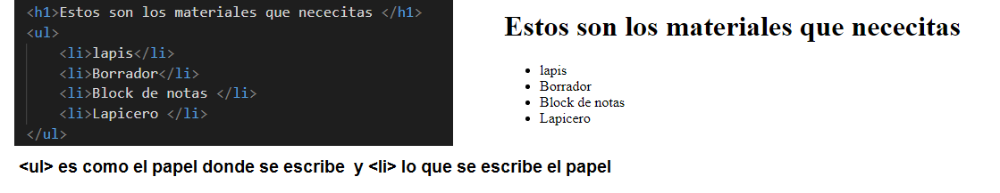 <h1>Estos son los materiales que nececitas </h1>
<ul>
<li>lapis</li>
<li>Borrador</li>
<li>Block de notas </li>
<li>Lapicero </li>
</ul>
Estos son los materiales que nececitas
• lapis
• Borrador
• Block de notas
• Lapicero
<ul> es como el papel donde se escribe y <li> lo que se escribe el papel